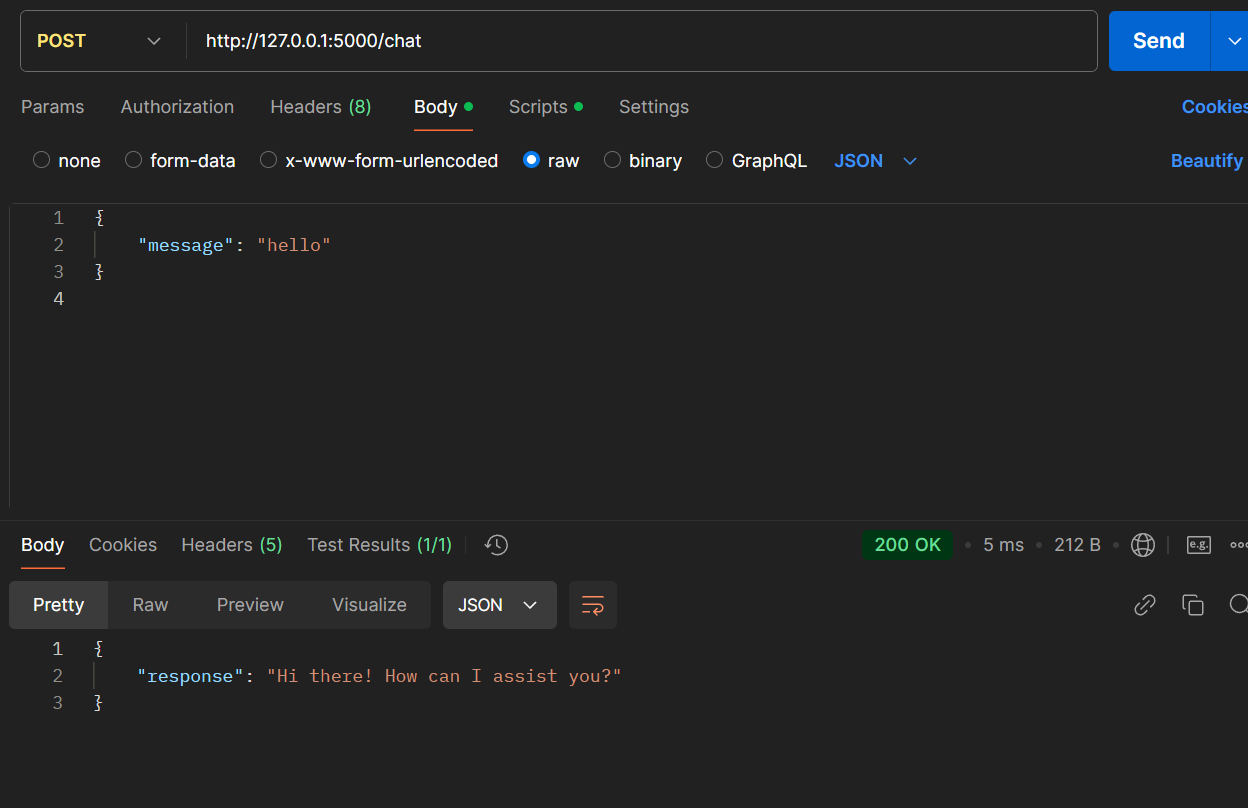 POST http://127.0.0.1:5000/chat Send
Params Authorization Headers (8) Body Scripts Settings Cookies
none form-data x-www-form-urlencoded raw binary GraphQL JSON Beautify
1 {
2 "message": "hello"
3 }
4
Body Cookies Headers (5) Test Results (1/1) 200 OK 5 ms 212 B e.g.
Pretty Raw Preview Visualize JSON
1 {
2 "response": "Hi there! How can I assist you?"
3 }